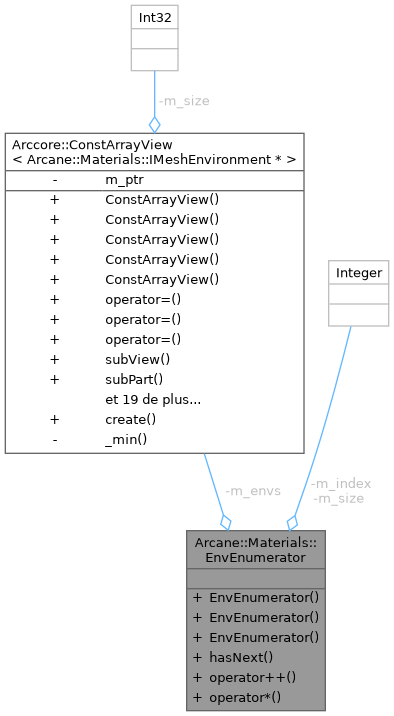 Int32
-m_size
Arccore::ConstArrayView
< Arcane::Materials::IMeshEnvironment * >
- m_ptr
+ ConstArrayView()
+ ConstArrayView()
+ ConstArrayView()
+ ConstArrayView()
+ ConstArrayView()
+ operator=()
+ operator=()
+ operator=()
+ subView()
+ subPart()
et 19 de plus...
+ create()
- _min()
Integer
-m_envs
-m_index
-m_size
Arcane::Materials::
EnvEnumerator
+ EnvEnumerator()
+ EnvEnumerator()
+ EnvEnumerator()
+ hasNext()
+ operator++()
+ operator*()